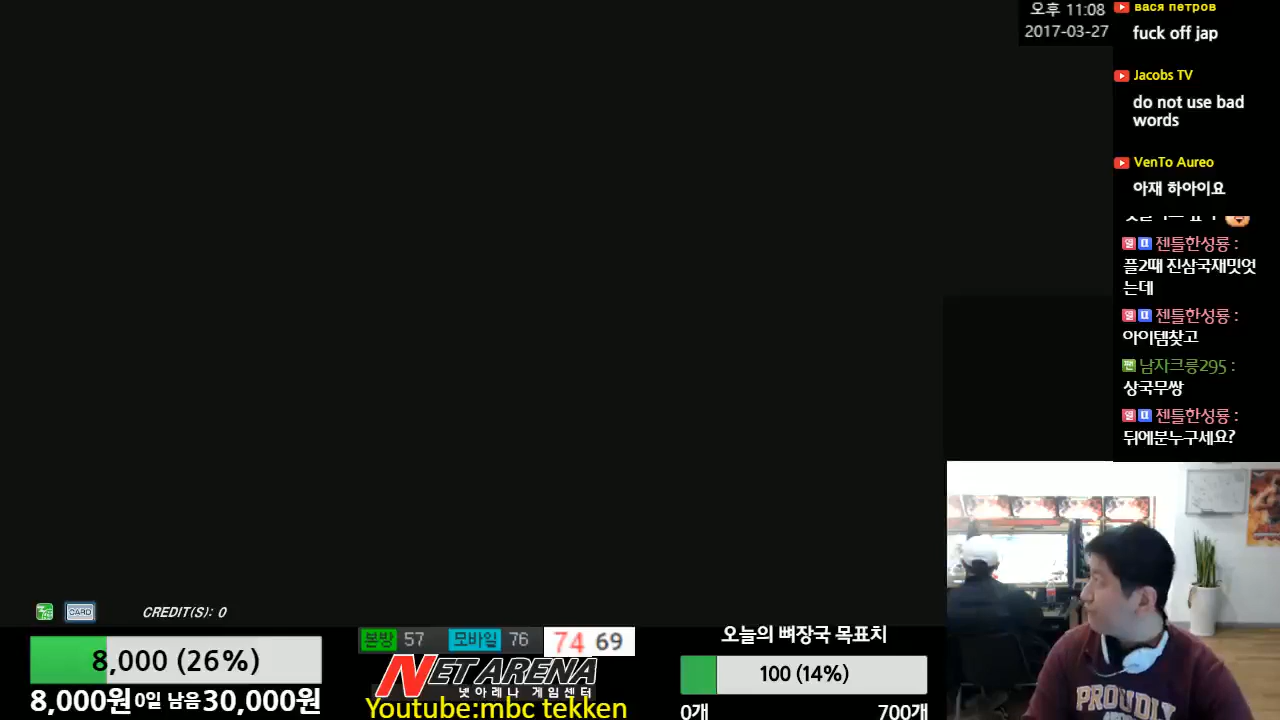 오후 11:08
2017-03-27
вася петров
fuck off jap
Jacobs TV
do not use bad
words
VenTo Aureo
아재 하아이요
젠틀한성룡 :
플2때 진삼국재밋엇
는데
젠틀한성룡 :
아이템찾고
남자크릉295 :
상국무쌍
젠틀한성룡 :
뒤에분누구세요?
CARD
CREDIT(S): 0
8,000 (26%)
8,000원 0일 남음 30,000원
본방 57 모바일 76 74 69
NET ARENA
넷아레나 게임센터
Youtube:mbc tekken
오늘의 뼈장국 목표치
100 (14%)
0개 700개
PROUDLY